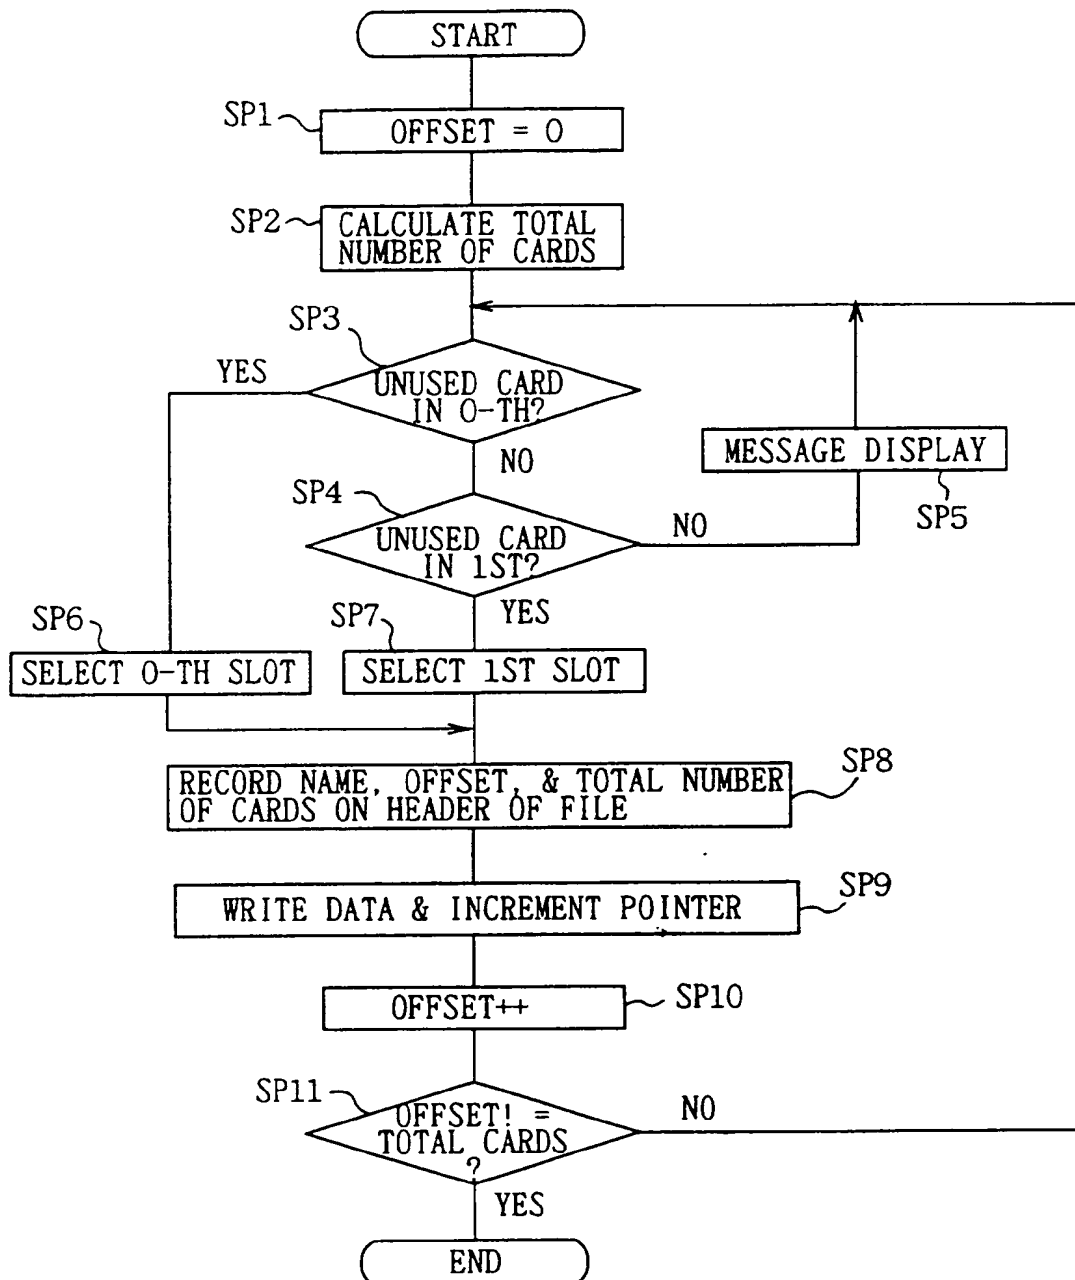 START
SP1
OFFSET = 0
SP2
CALCULATE TOTAL
NUMBER OF CARDS
SP3
YES
UNUSED CARD
IN 0-TH?
NO
MESSAGE DISPLAY
SP5
SP4
UNUSED CARD
IN 1ST?
NO
YES
SP6
SELECT 0-TH SLOT
SP7
SELECT 1ST SLOT
RECORD NAME, OFFSET, & TOTAL NUMBER
OF CARDS ON HEADER OF FILE
SP8
WRITE DATA & INCREMENT POINTER
SP9
OFFSET++
SP10
SP11
OFFSET! =
TOTAL CARDS
?
NO
YES
END